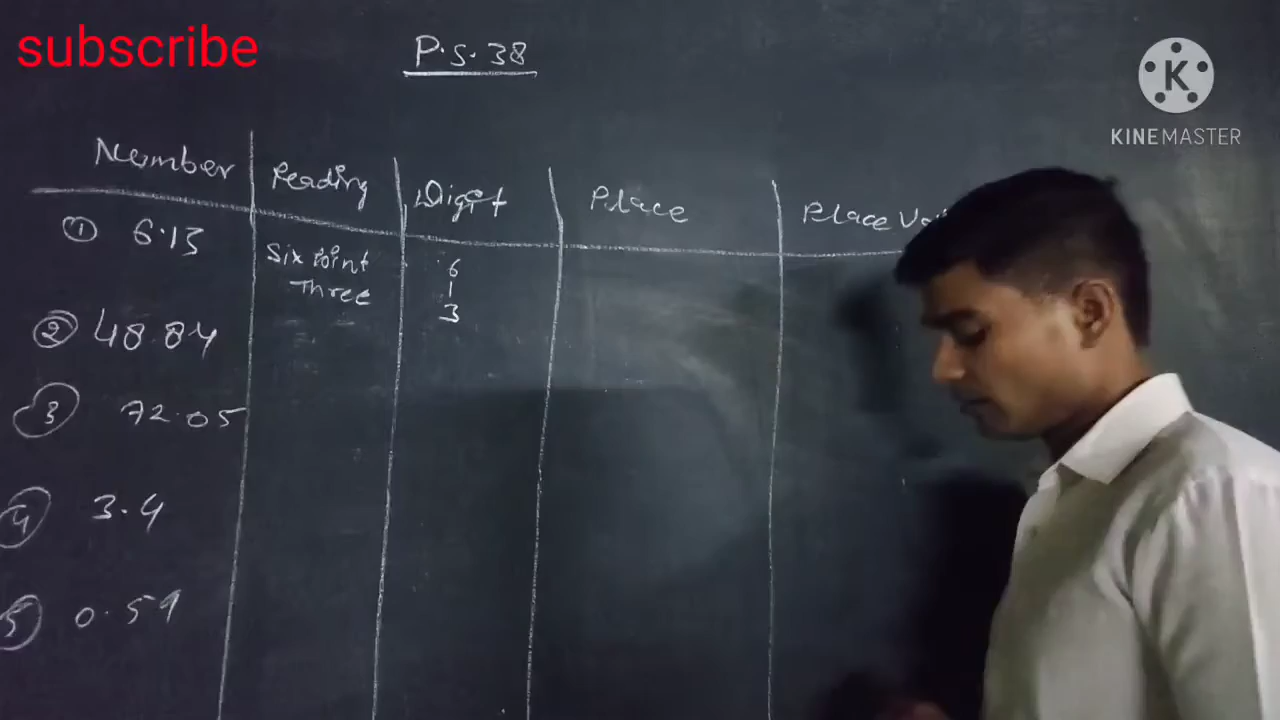 subscribe
P.S. 38
K
KINEMASTER
Number Reading Digit Place Place
① 6.13 Six Point Three 6 1 3
② 48.84
③ 72.05
④ 3.4
⑤ 0.59